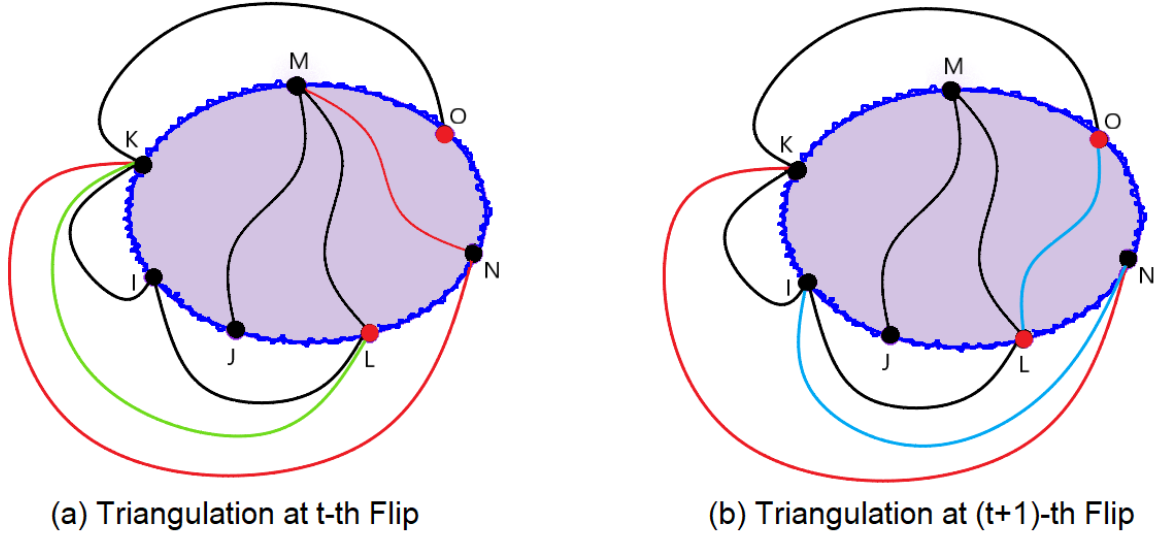 M
O
K
I
N
J
L
M
O
K
I
N
J
L
(a) Triangulation at t-th Flip
(b) Triangulation at (t+1)-th Flip